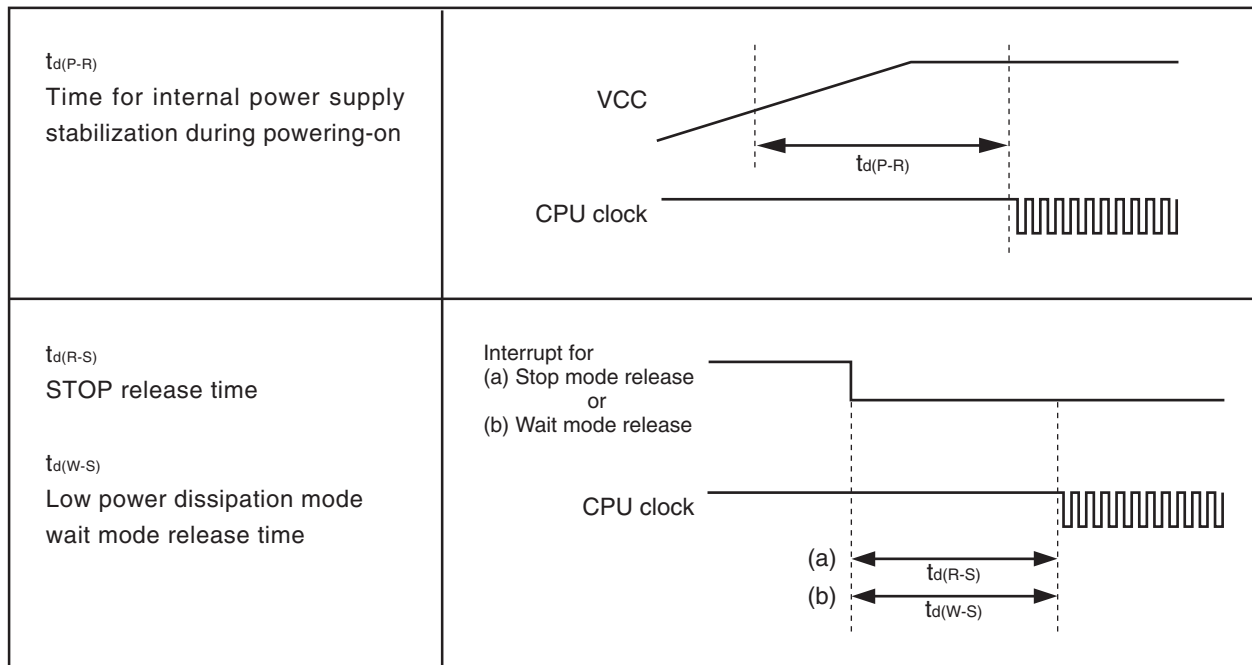 td(P-R)
Time for internal power supply
stabilization during powering-on
VCC
td(P-R)
CPU clock
td(R-S)
STOP release time
td(W-S)
Low power dissipation mode
wait mode release time
Interrupt for
(a) Stop mode release
or
(b) Wait mode release
CPU clock
(a)
td(R-S)
(b)
td(W-S)